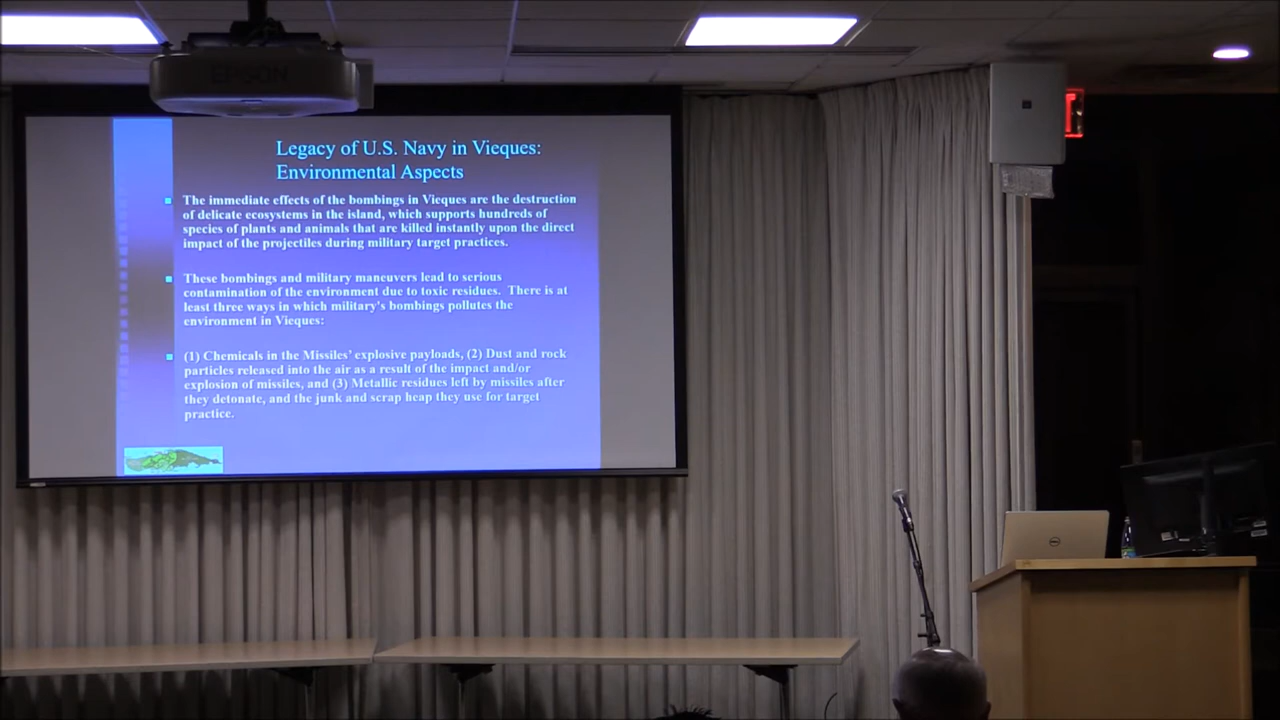 EPSON
Legacy of U.S. Navy in Vieques:
Environmental Aspects
The immediate effects of the bombings in Vieques are the destruction
of delicate ecosystems in the island, which supports hundreds of
species of plants and animals that are killed instantly upon the direct
impact of the projectiles during military target practices.
These bombings and military maneuvers lead to serious
contamination of the environment due to toxic residues. There is at
least three ways in which military's bombings pollutes the
environment in Vieques:
(1) Chemicals in the Missiles' explosive payloads, (2) Dust and rock
particles released into the air as a result of the impact and/or
explosion of missiles, and (3) Metallic residues left by missiles after
they detonate, and the junk and scrap heap they use for target
practice.
DELL